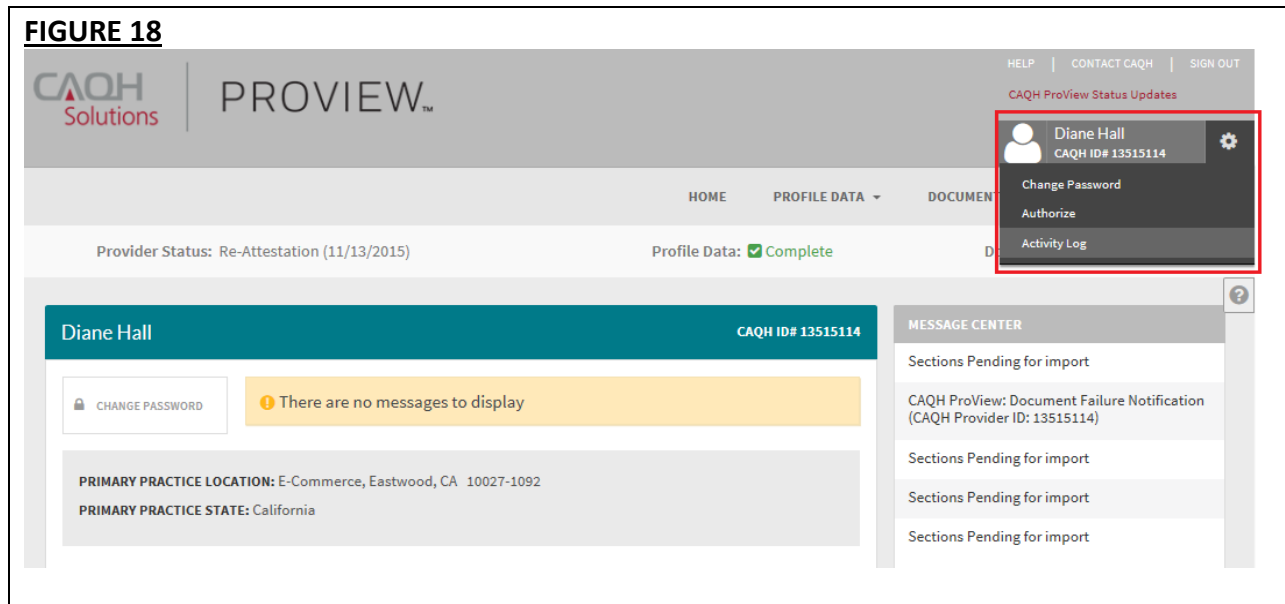 FIGURE 18
CAQH
Solutions
PROVIEW™
HELP | CONTACT CAQH | SIGN OUT
CAQH ProView Status Updates
Diane Hall
CAQH ID# 13515114
Change Password
Authorize
Activity Log
HOME PROFILE DATA DOCUMENT
Provider Status: Re-Attestation (11/13/2015) Profile Data: Complete D
Diane Hall CAQH ID# 13515114
CHANGE PASSWORD
There are no messages to display
PRIMARY PRACTICE LOCATION: E-Commerce, Eastwood, CA 10027-1092
PRIMARY PRACTICE STATE: California
MESSAGE CENTER
Sections Pending for import
CAQH ProView: Document Failure Notification
(CAQH Provider ID: 13515114)
Sections Pending for import
Sections Pending for import
Sections Pending for import